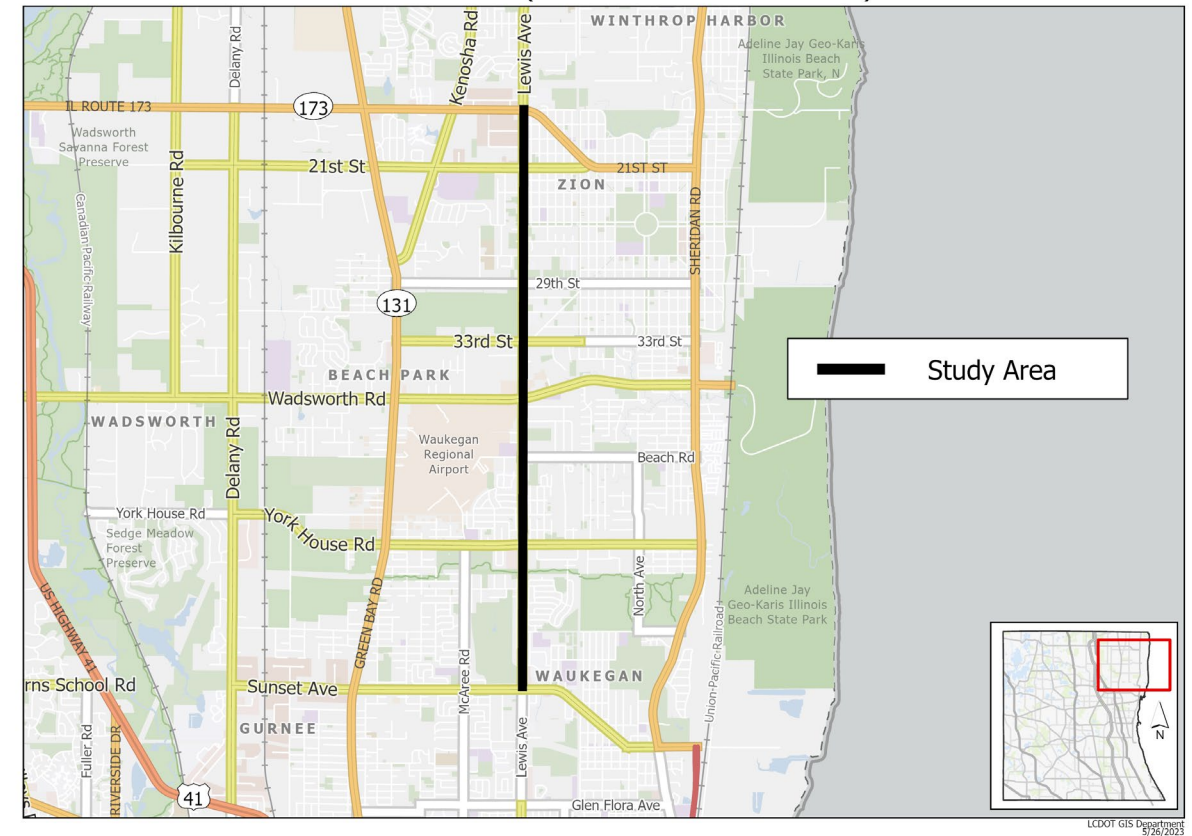 WINTHROP HARBOR
Adeline Jay Geo-Karis
Illinois Beach
State Park, N
Delany Rd
Kenosha Rd
Lewis Ave
IL ROUTE 173
173
Wadsworth
Savanna Forest
Preserve
Kilbourne Rd
21st St
21ST ST
ZION
SHERIDAN RD
Canadian-Pacific-Railway
29th St
131
33rd St
33rd St
BEACH PARK
Study Area
Wadsworth Rd
WADSWORTH
Delany Rd
Waukegan
Regional
Airport
Beach Rd
York House Rd
York House Rd
Sedge Meadow
Forest
Preserve
North Ave
Adeline Jay
Geo-Karis Illinois
Beach State Park
US HIGHWAY 41
GREEN BAY RD
Union-Pacific-Railroad
McAree Rd
WAUKEGAN
rns School Rd
Sunset Ave
GURNEE
Fuller Rd
RIVERSIDE DR
Lewis Ave
N
41
Glen Flora Ave
LCDOT GIS Department
5/26/2023